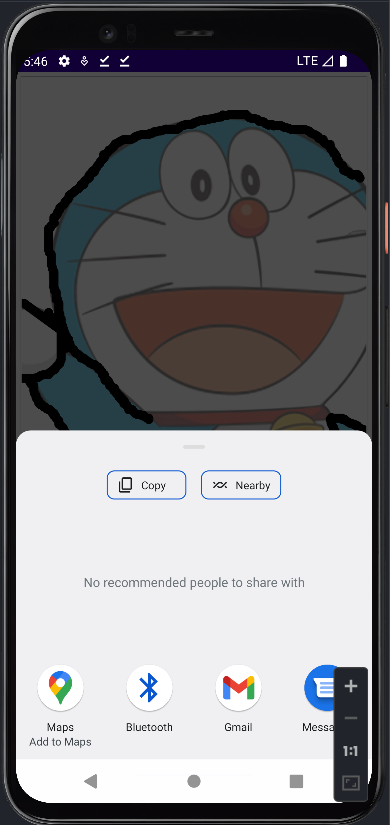 5:46
LTE
Copy
Nearby
No recommended people to share with
Maps
Bluetooth
Gmail
Messa
Add to Maps
1:1